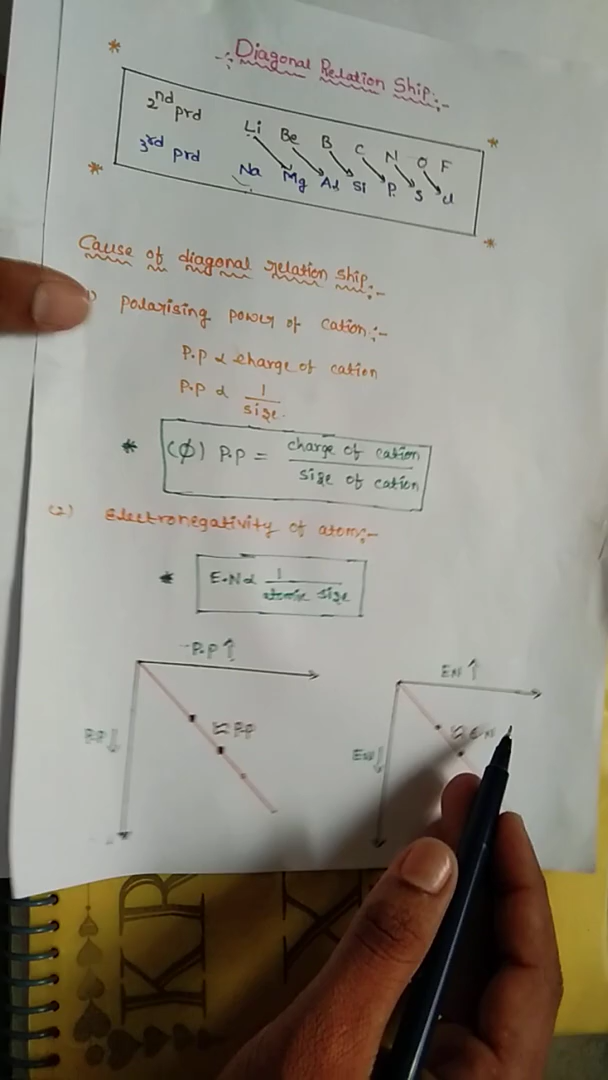 -:Diagonal Relation Ship:-
2nd prd Li Be B C N O F
3rd prd Na Mg Al Si P S Cl
Cause of diagonal relation ship:-
1) Polarising power of cation:-
P.P α charge of cation
P.P α 1/size.
* (ϕ) P.P = charge of cation/size of cation
(2) Electronegativity of atom:-
* E.N α 1/atomic size
P.P ↑
EN ↑
≈ P.P
≈ EN
P.P ↓
EN ↓
KR